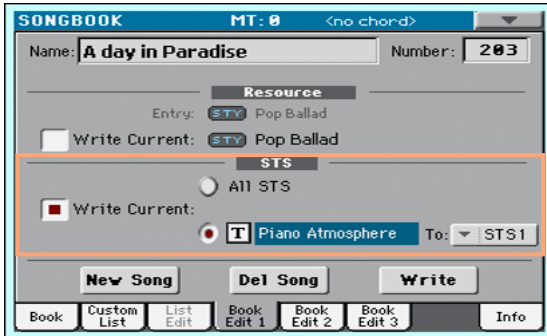 SONGBOOK MT: 0 <no chord>
Name: A day in Paradise Number: 203
Resource
Entry: STY Pop Ballad
Write Current: STY Pop Ballad
STS
All STS
Write Current:
T Piano Atmosphere To: STS1
New Song Del Song Write
Book Custom List List Edit Book Edit 1 Book Edit 2 Book Edit 3 Info